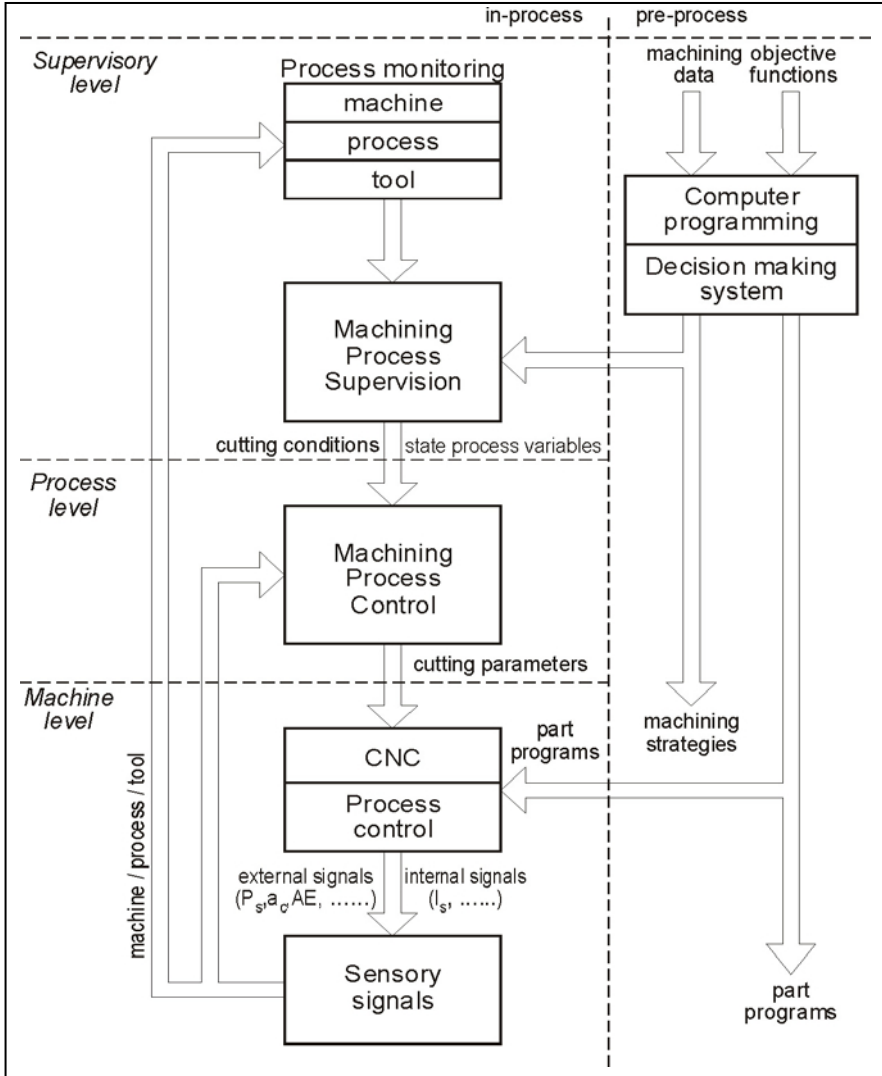 in-process
pre-process
Supervisory
level
Process monitoring
machine
process
tool
machining
data
objective
functions
Computer
programming
Decision making
system
Machining
Process
Supervision
cutting conditions
state process variables
Process
level
Machining
Process
Control
cutting parameters
Machine
level
machining
strategies
part
programs
CNC
Process
control
external signals
(Ps,ac,AE, ......)
internal signals
(Is, ......)
machine / process / tool
Sensory
signals
part
programs